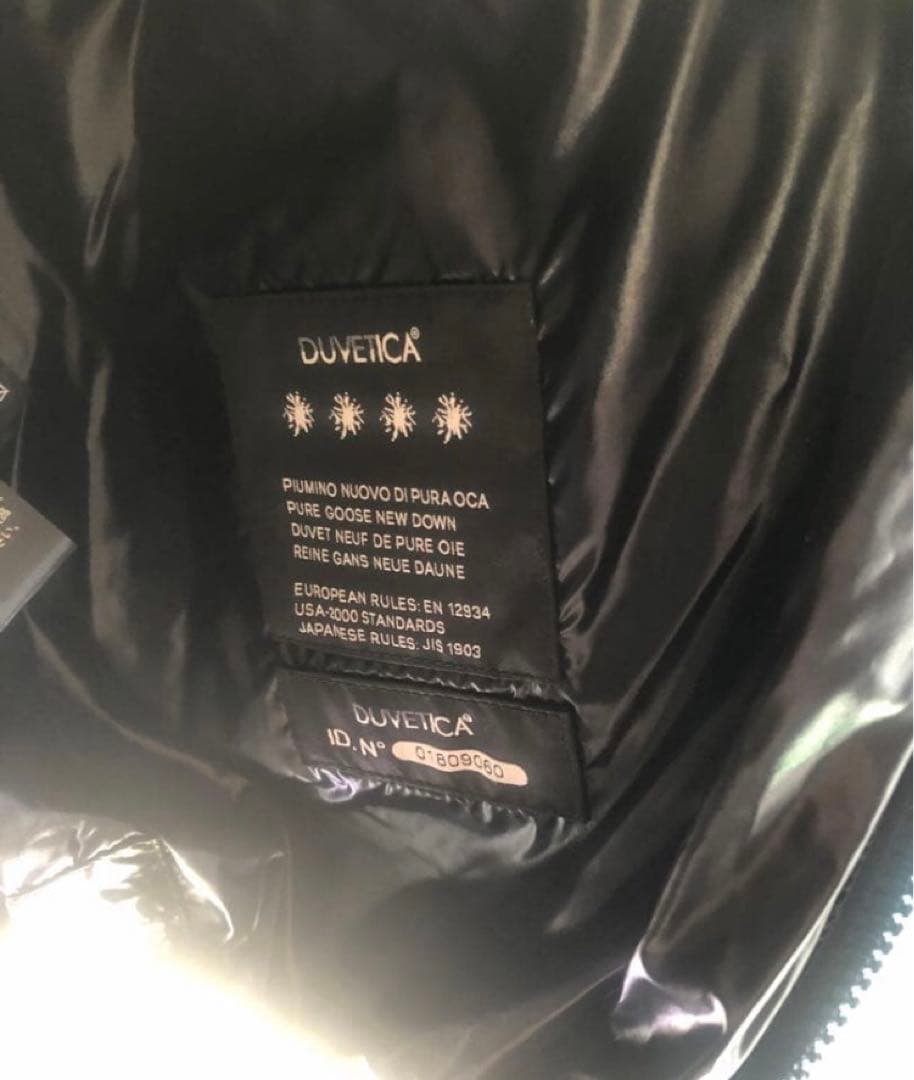 DUVETICA®
PIUMINO NUOVO DI PURA OCA
PURE GOOSE NEW DOWN
DUVET NEUF DE PURE OIE
REINE GANS NEUE DAUNE
EUROPEAN RULES: EN 12934
USA-2000 STANDARDS
JAPANESE RULES: JIS 1903
DUVETICA®
ID. N° 01809060